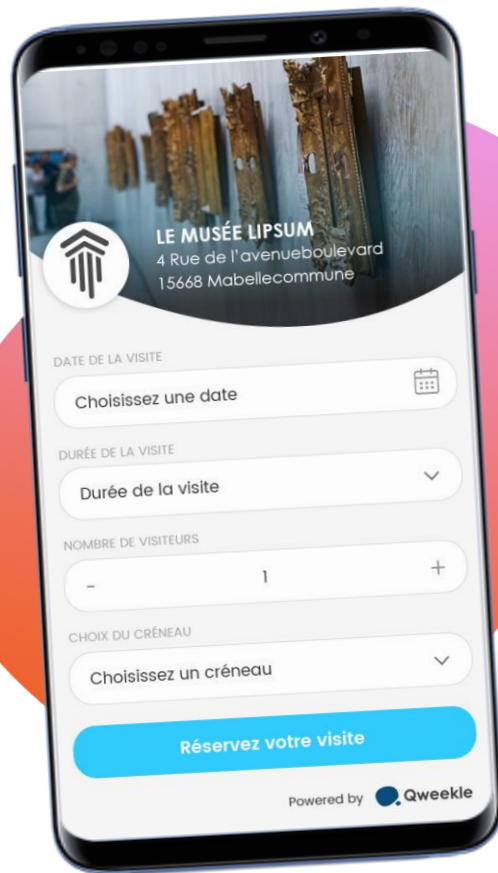 LE MUSÉE LIPSUM
4 Rue de l'avenueboulevard
15668 Mabellecommune
DATE DE LA VISITE
Choisissez une date
DURÉE DE LA VISITE
Durée de la visite
NOMBRE DE VISITEURS
- 1 +
CHOIX DU CRÉNEAU
Choisissez un créneau
Réservez votre visite
Powered by Qweekle